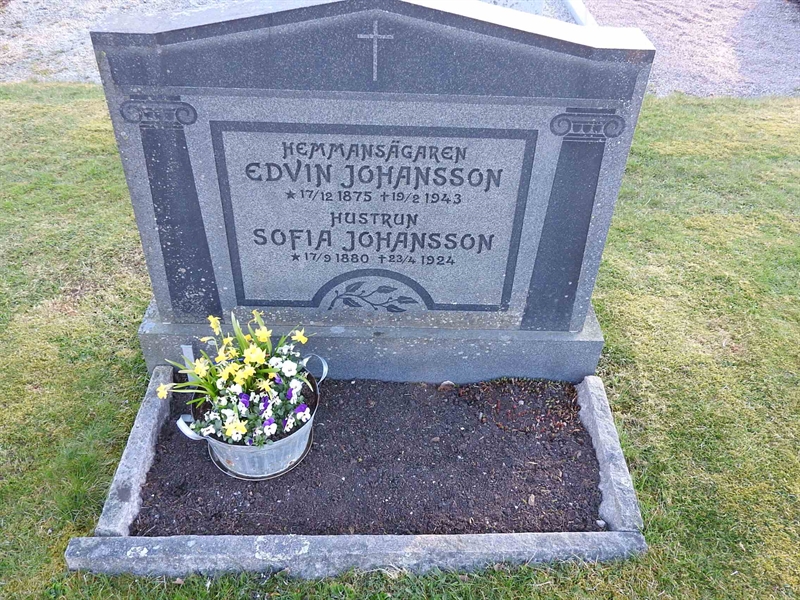 HEMMANSÄGAREN
EDVIN JOHANSSON
* 17/12 1875 † 19/2 1943
HUSTRUN
SOFIA JOHANSSON
* 17/9 1880 † 23/4 1924